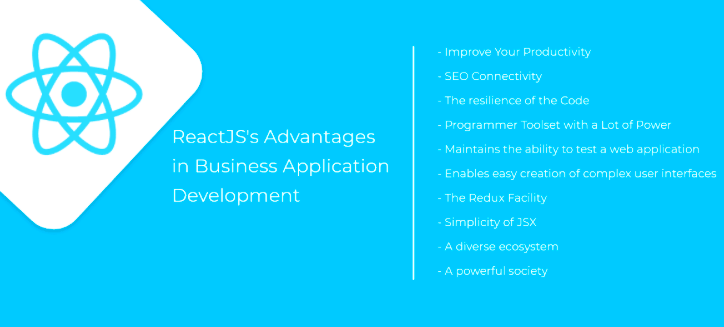 ReactJS's Advantages
in Business Application
Development
- Improve Your Productivity
- SEO Connectivity
- The resilience of the Code
- Programmer Toolset with a Lot of Power
- Maintains the ability to test a web application
- Enables easy creation of complex user interfaces
- The Redux Facility
- Simplicity of JSX
- A diverse ecosystem
- A powerful society